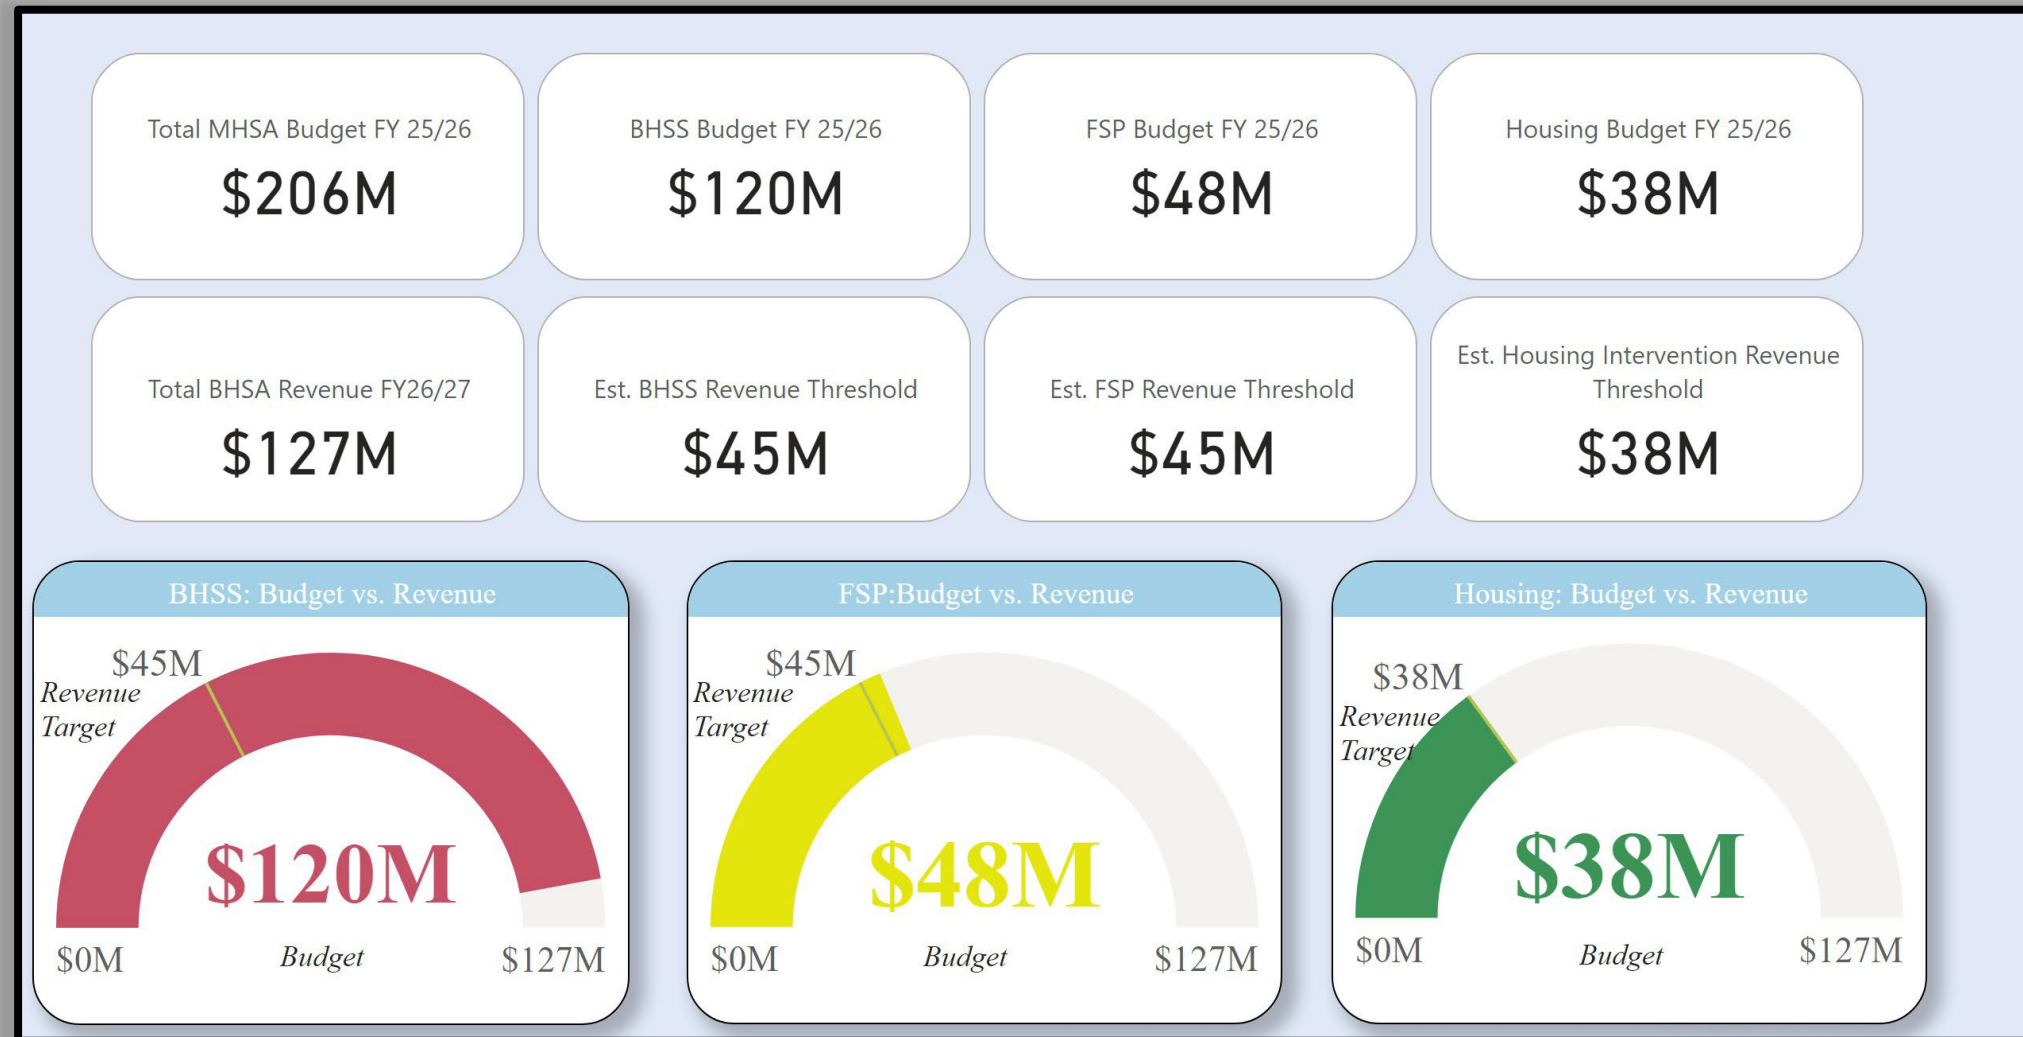 Total MHSA Budget FY 25/26
$206M
BHSS Budget FY 25/26
$120M
FSP Budget FY 25/26
$48M
Housing Budget FY 25/26
$38M
Total BHSA Revenue FY26/27
$127M
Est. BHSS Revenue Threshold
$45M
Est. FSP Revenue Threshold
$45M
Est. Housing Intervention Revenue
Threshold
$38M
BHSS: Budget vs. Revenue
$45M
Revenue
Target
$120M
$0M
Budget
$127M
FSP:Budget vs. Revenue
$45M
Revenue
Target
$48M
$0M
Budget
$127M
Housing: Budget vs. Revenue
$38M
Revenue
Target
$38M
$0M
Budget
$127M